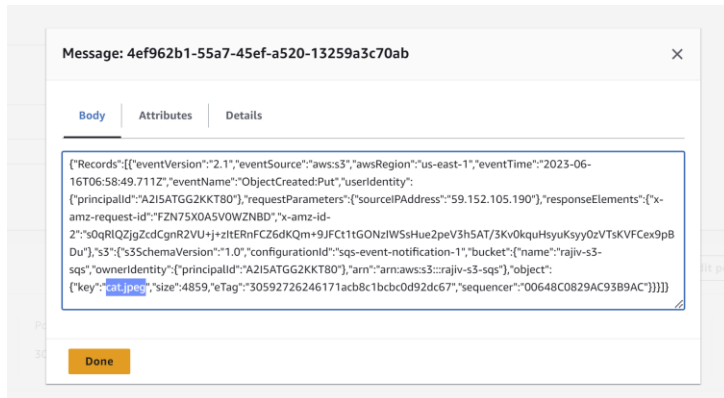 Message: 4ef962b1-55a7-45ef-a520-13259a3c70ab
Body
Attributes
Details
{"Records":[{"eventVersion":"2.1","eventSource":"aws:s3","awsRegion":"us-east-1","eventTime":"2023-06-
16T06:58:49.711Z","eventName":"ObjectCreated:Put","userIdentity":
{"principalId":"A2I5ATGG2KKT80"},"requestParameters":{"sourceIPAddress":"59.152.105.190"},"responseElements":{"x-
amz-request-id":"FZN75X0A5V0WZNBD","x-amz-id-
2":"s0qRlQZjgZcdCgnR2VU+j+zItERnFCZ6dKQm+9JFCt1tGONzIWSsHue2peV3h5AT/3Kv0kquHsyuKsyy0zVTsKVFCex9pB
Du"},"s3":{"s3SchemaVersion":"1.0","configurationId":"sqs-event-notification-1","bucket":{"name":"rajiv-s3-
sqs","ownerIdentity":{"principalId":"A2I5ATGG2KKT80"},"arn":"arn:aws:s3:::rajiv-s3-sqs"},"object":
{"key":"cat.jpeg","size":4859,"eTag":"30592726246171acb8c1bcbc0d92dc67","sequencer":"00648C0829AC93B9AC"}}}]}
Done